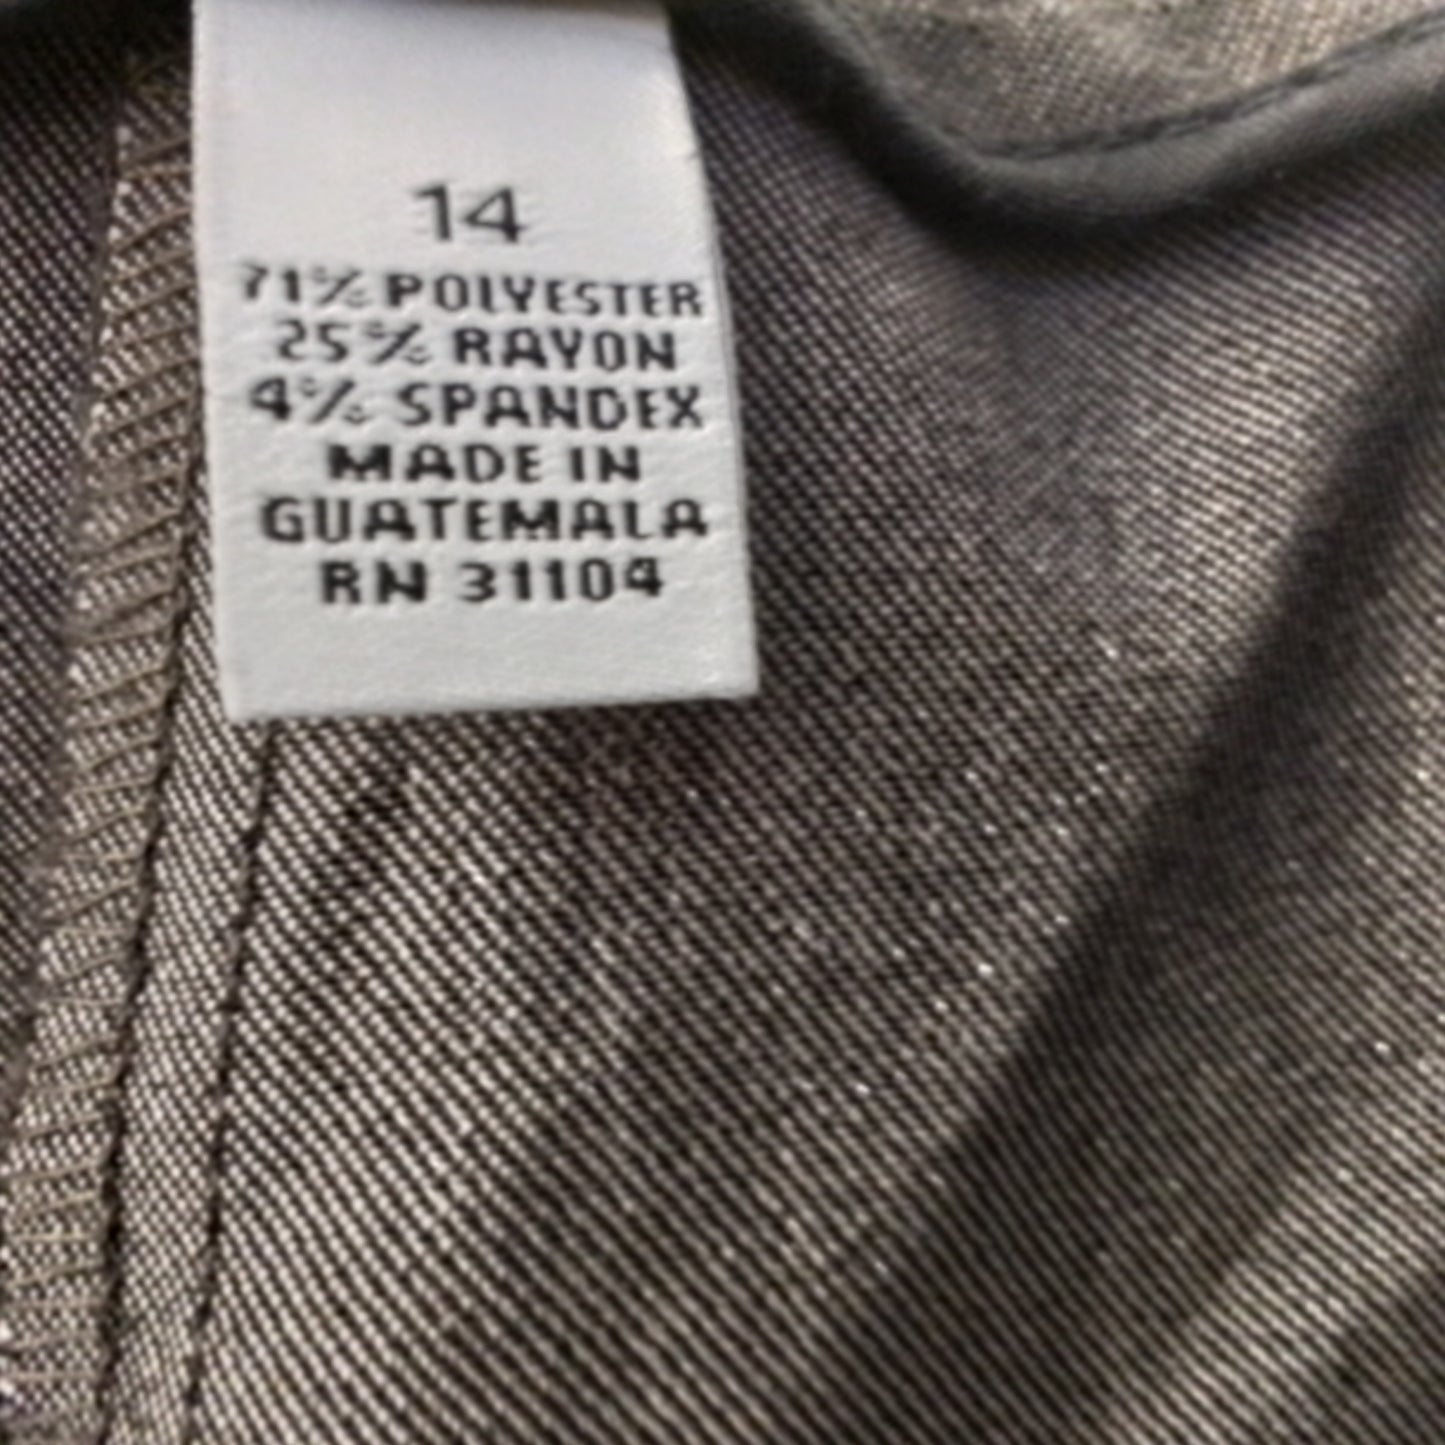 14
71% POLYESTER
25% RAYON
4% SPANDEX
MADE IN
GUATEMALA
RN 31104